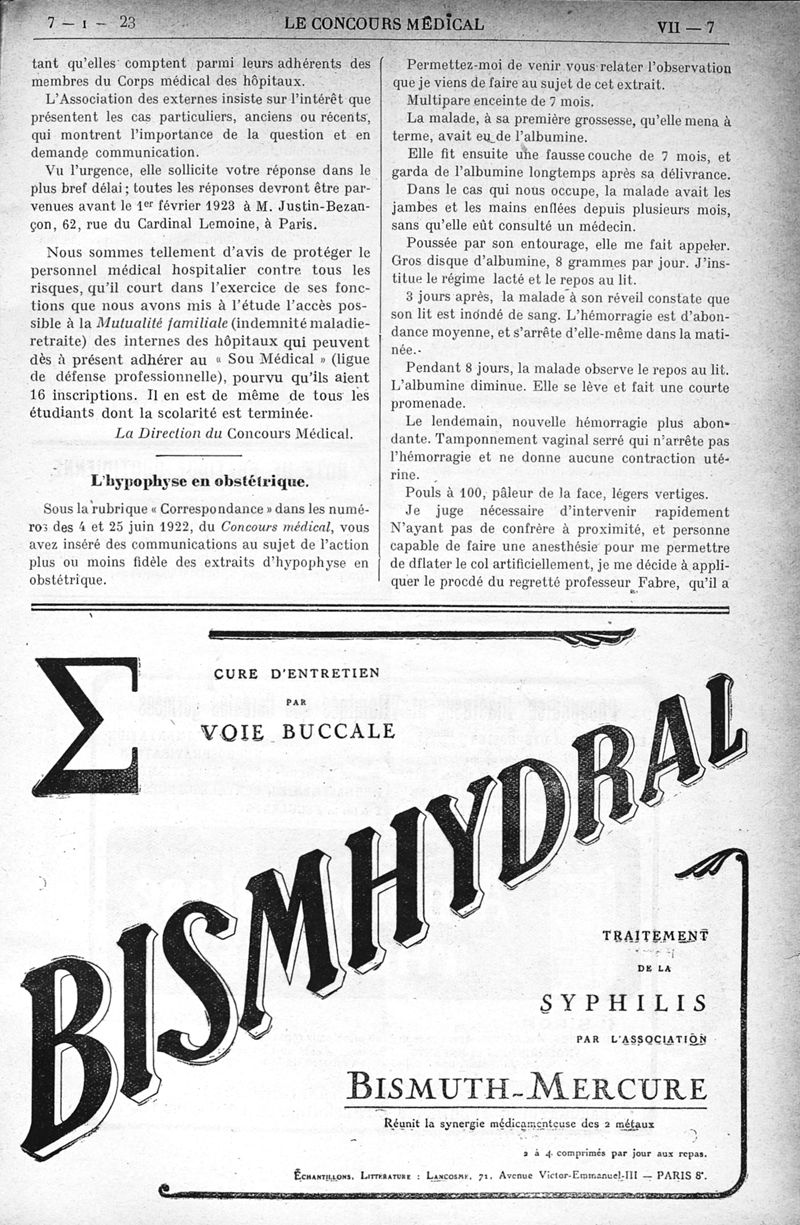 7 — I — 23
LE CONCOURS MÉDICAL
VII — 7
tant qu'elles comptent parmi leurs adhérents des
membres du Corps médical des hôpitaux.
L'Association des externes insiste sur l'intérêt que
présentent les cas particuliers, anciens ou récents,
qui montrent l'importance de la question et en
demande communication.
Vu l'urgence, elle sollicite votre réponse dans le
plus bref délai ; toutes les réponses devront être par-
venues avant le 1er février 1923 à M. Justin-Bezan-
çon, 62, rue du Cardinal Lemoine, à Paris.
Nous sommes tellement d'avis de protéger le
personnel médical hospitalier contre tous les
risques, qu'il court dans l'exercice de ses fonc-
tions que nous avons mis à l'étude l'accès pos-
sible à la Mutualité familiale (indemnité maladie-
retraite) des internes des hôpitaux qui peuvent
dès à présent adhérer au « Sou Médical » (ligue
de défense professionnelle), pourvu qu'ils aient
16 inscriptions. Il en est de même de tous les
étudiants dont la scolarité est terminée.
La Direction du Concours Médical.
L'hypophyse en obstétrique.
Sous la rubrique « Correspondance » dans les numé-
ros des 4 et 25 juin 1922, du Concours médical, vous
avez inséré des communications au sujet de l'action
plus ou moins fidèle des extraits d'hypophyse en
obstétrique.
Permettez-moi de venir vous relater l'observation
que je viens de faire au sujet de cet extrait.
Multipare enceinte de 7 mois.
La malade, à sa première grossesse, qu'elle mena à
terme, avait eu de l'albumine.
Elle fit ensuite une fausse couche de 7 mois, et
garda de l'albumine longtemps après sa délivrance.
Dans le cas qui nous occupe, la malade avait les
jambes et les mains enflées depuis plusieurs mois,
sans qu'elle eût consulté un médecin.
Poussée par son entourage, elle me fait appeler.
Gros disque d'albumine, 8 grammes par jour. J'ins-
titue le régime lacté et le repos au lit.
3 jours après, la malade à son réveil constate que
son lit est inondé de sang. L'hémorragie est d'abon-
dance moyenne, et s'arrête d'elle-même dans la mati-
née.
Pendant 8 jours, la malade observe le repos au lit.
L'albumine diminue. Elle se lève et fait une courte
promenade.
Le lendemain, nouvelle hémorragie plus abon-
dante. Tamponnement vaginal serré qui n'arrête pas
l'hémorragie et ne donne aucune contraction uté-
rine.
Pouls à 100, pâleur de la face, légers vertiges.
Je juge nécessaire d'intervenir rapidement
N'ayant pas de confrère à proximité, et personne
capable de faire une anesthésie pour me permettre
de dflater le col artificiellement, je me décide à appli-
quer le procdé du regretté professeur Fabre, qu'il a
Σ
CURE D'ENTRETIEN
PAR
VOIE BUCCALE
BISMHYDRAL
TRAITEMENT
DE LA
SYPHILIS
PAR L'ASSOCIATION
BISMUTH-MERCURE
Réunit la synergie médicamenteuse des 2 métaux
2 à 4 comprimés par jour aux repas.
ÉCHANTILLONS, LITTÉRATURE : LANCOSME, 71, Avenue Victor-Emmanuel-III — PARIS 8e.